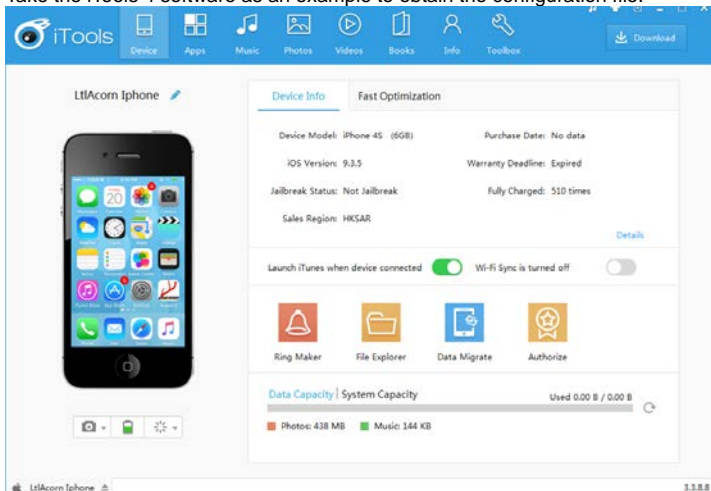 Take the iTools 4 software as an example to obtain the configuration file.
iTools
Device Apps Music Photos Videos Books Info Toolbox
Download
LtlAcorn Iphone
Device Info Fast Optimization
Device Model: iPhone 4S (6GB) Purchase Date: No data
iOS Version: 9.3.5 Warranty Deadline: Expired
Jailbreak Status: Not Jailbreak Fully Charged: 510 times
Sales Region: HKSAR
Details
Launch iTunes when device connected Wi-Fi Sync is turned off
Ring Maker File Explorer Data Migrate Authorize
Data Capacity | System Capacity Used 0.00 B / 0.00 B
Photos: 438 MB Music: 144 KB
LtlAcorn Iphone 3.3.8.8